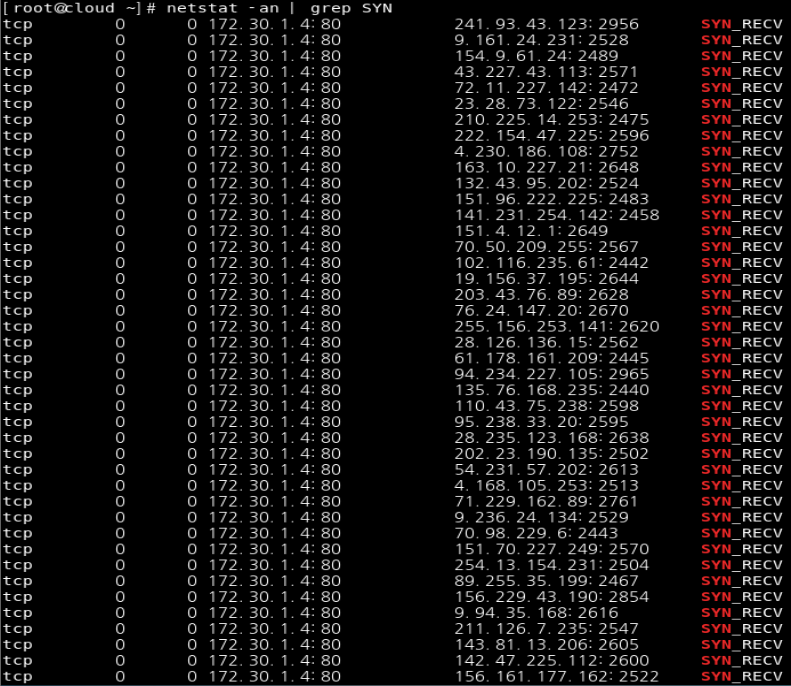 [root@cloud ~]# netstat -an | grep SYN
tcp 0 0 172.30.1.4:80 241.93.43.123:2956 SYN_RECV
tcp 0 0 172.30.1.4:80 9.161.24.231:2528 SYN_RECV
tcp 0 0 172.30.1.4:80 154.9.61.24:2489 SYN_RECV
tcp 0 0 172.30.1.4:80 43.227.43.113:2571 SYN_RECV
tcp 0 0 172.30.1.4:80 72.11.227.142:2472 SYN_RECV
tcp 0 0 172.30.1.4:80 23.28.73.122:2546 SYN_RECV
tcp 0 0 172.30.1.4:80 210.225.14.253:2475 SYN_RECV
tcp 0 0 172.30.1.4:80 222.154.47.225:2596 SYN_RECV
tcp 0 0 172.30.1.4:80 4.230.186.108:2752 SYN_RECV
tcp 0 0 172.30.1.4:80 163.10.227.21:2648 SYN_RECV
tcp 0 0 172.30.1.4:80 132.43.95.202:2524 SYN_RECV
tcp 0 0 172.30.1.4:80 151.96.222.225:2483 SYN_RECV
tcp 0 0 172.30.1.4:80 141.231.254.142:2458 SYN_RECV
tcp 0 0 172.30.1.4:80 151.4.12.1:2649 SYN_RECV
tcp 0 0 172.30.1.4:80 70.50.209.255:2567 SYN_RECV
tcp 0 0 172.30.1.4:80 102.116.235.61:2442 SYN_RECV
tcp 0 0 172.30.1.4:80 19.156.37.195:2644 SYN_RECV
tcp 0 0 172.30.1.4:80 203.43.76.89:2628 SYN_RECV
tcp 0 0 172.30.1.4:80 76.24.147.20:2670 SYN_RECV
tcp 0 0 172.30.1.4:80 255.156.253.141:2620 SYN_RECV
tcp 0 0 172.30.1.4:80 28.126.136.15:2562 SYN_RECV
tcp 0 0 172.30.1.4:80 61.178.161.209:2445 SYN_RECV
tcp 0 0 172.30.1.4:80 94.234.227.105:2965 SYN_RECV
tcp 0 0 172.30.1.4:80 135.76.168.235:2440 SYN_RECV
tcp 0 0 172.30.1.4:80 110.43.75.238:2598 SYN_RECV
tcp 0 0 172.30.1.4:80 95.238.33.20:2595 SYN_RECV
tcp 0 0 172.30.1.4:80 28.235.123.168:2638 SYN_RECV
tcp 0 0 172.30.1.4:80 202.23.190.135:2502 SYN_RECV
tcp 0 0 172.30.1.4:80 54.231.57.202:2613 SYN_RECV
tcp 0 0 172.30.1.4:80 4.168.105.253:2513 SYN_RECV
tcp 0 0 172.30.1.4:80 71.229.162.89:2761 SYN_RECV
tcp 0 0 172.30.1.4:80 9.236.24.134:2529 SYN_RECV
tcp 0 0 172.30.1.4:80 70.98.229.6:2443 SYN_RECV
tcp 0 0 172.30.1.4:80 151.70.227.249:2570 SYN_RECV
tcp 0 0 172.30.1.4:80 254.13.154.231:2504 SYN_RECV
tcp 0 0 172.30.1.4:80 89.255.35.199:2467 SYN_RECV
tcp 0 0 172.30.1.4:80 156.229.43.190:2854 SYN_RECV
tcp 0 0 172.30.1.4:80 9.94.35.168:2616 SYN_RECV
tcp 0 0 172.30.1.4:80 211.126.7.235:2547 SYN_RECV
tcp 0 0 172.30.1.4:80 143.81.13.206:2605 SYN_RECV
tcp 0 0 172.30.1.4:80 142.47.225.112:2600 SYN_RECV
tcp 0 0 172.30.1.4:80 156.161.177.162:2522 SYN_RECV